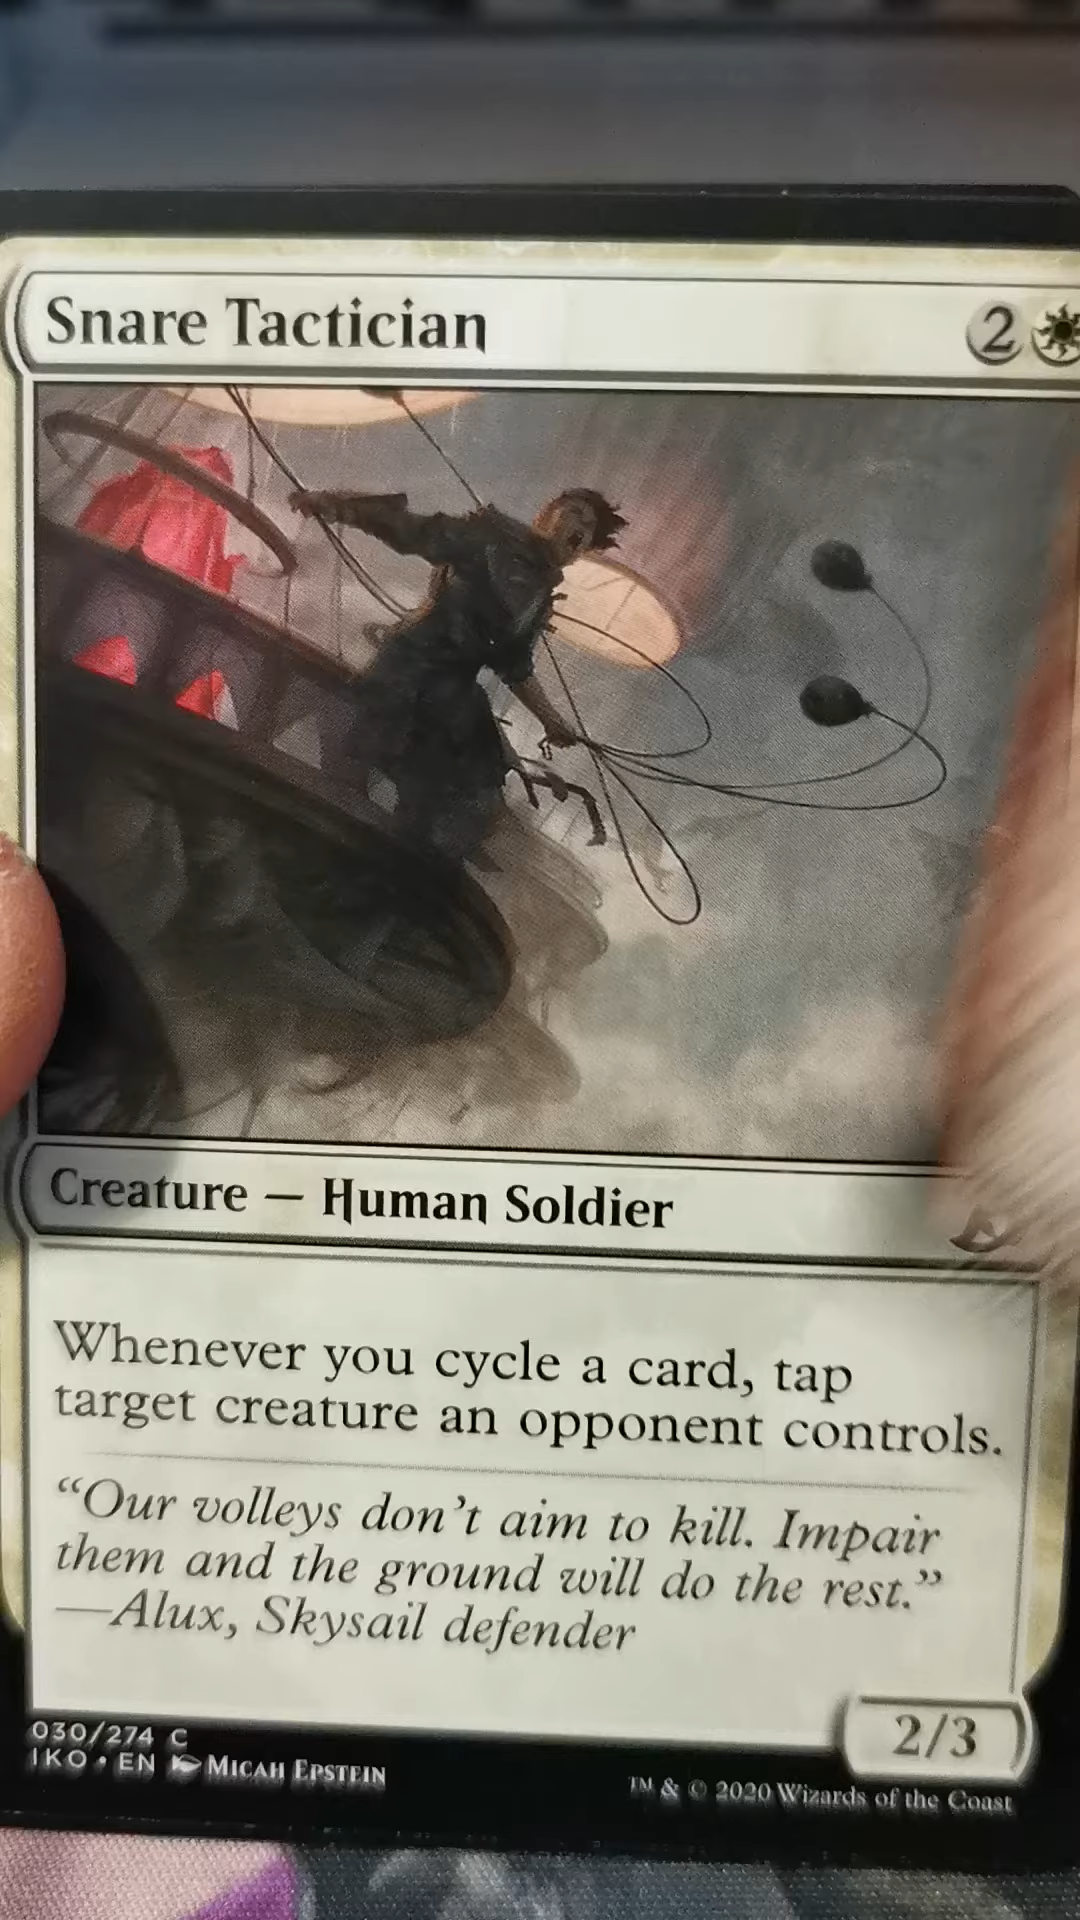 Snare Tactician 2
Creature — Human Soldier
Whenever you cycle a card, tap
target creature an opponent controls.
“Our volleys don’t aim to kill. Impair
them and the ground will do the rest.”
—Alux, Skysail defender
2/3
030/274 C
IKO • EN Micah Epstein
™ & © 2020 Wizards of the Coast